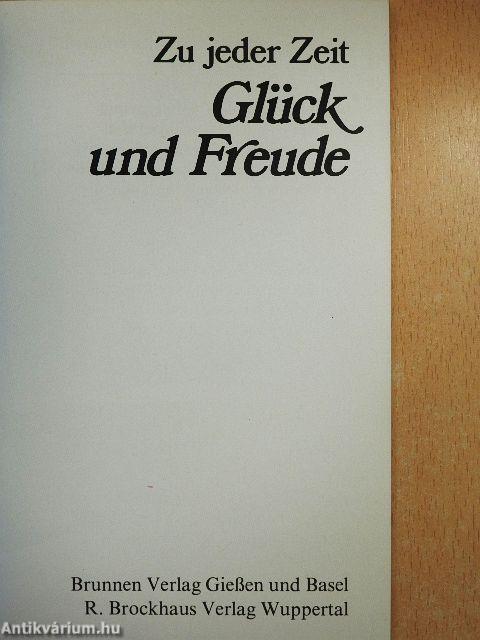 Zu jeder Zeit
Glück
und Freude
Brunnen Verlag Gießen und Basel
R. Brockhaus Verlag Wuppertal
Antikvárium.hu